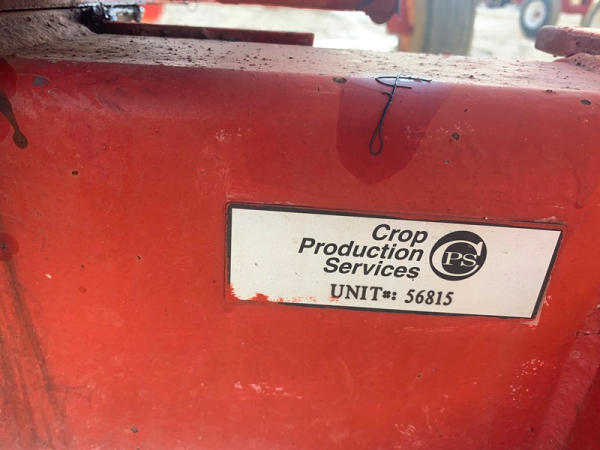 Crop
Production
Services
CPS
UNIT#: 56815